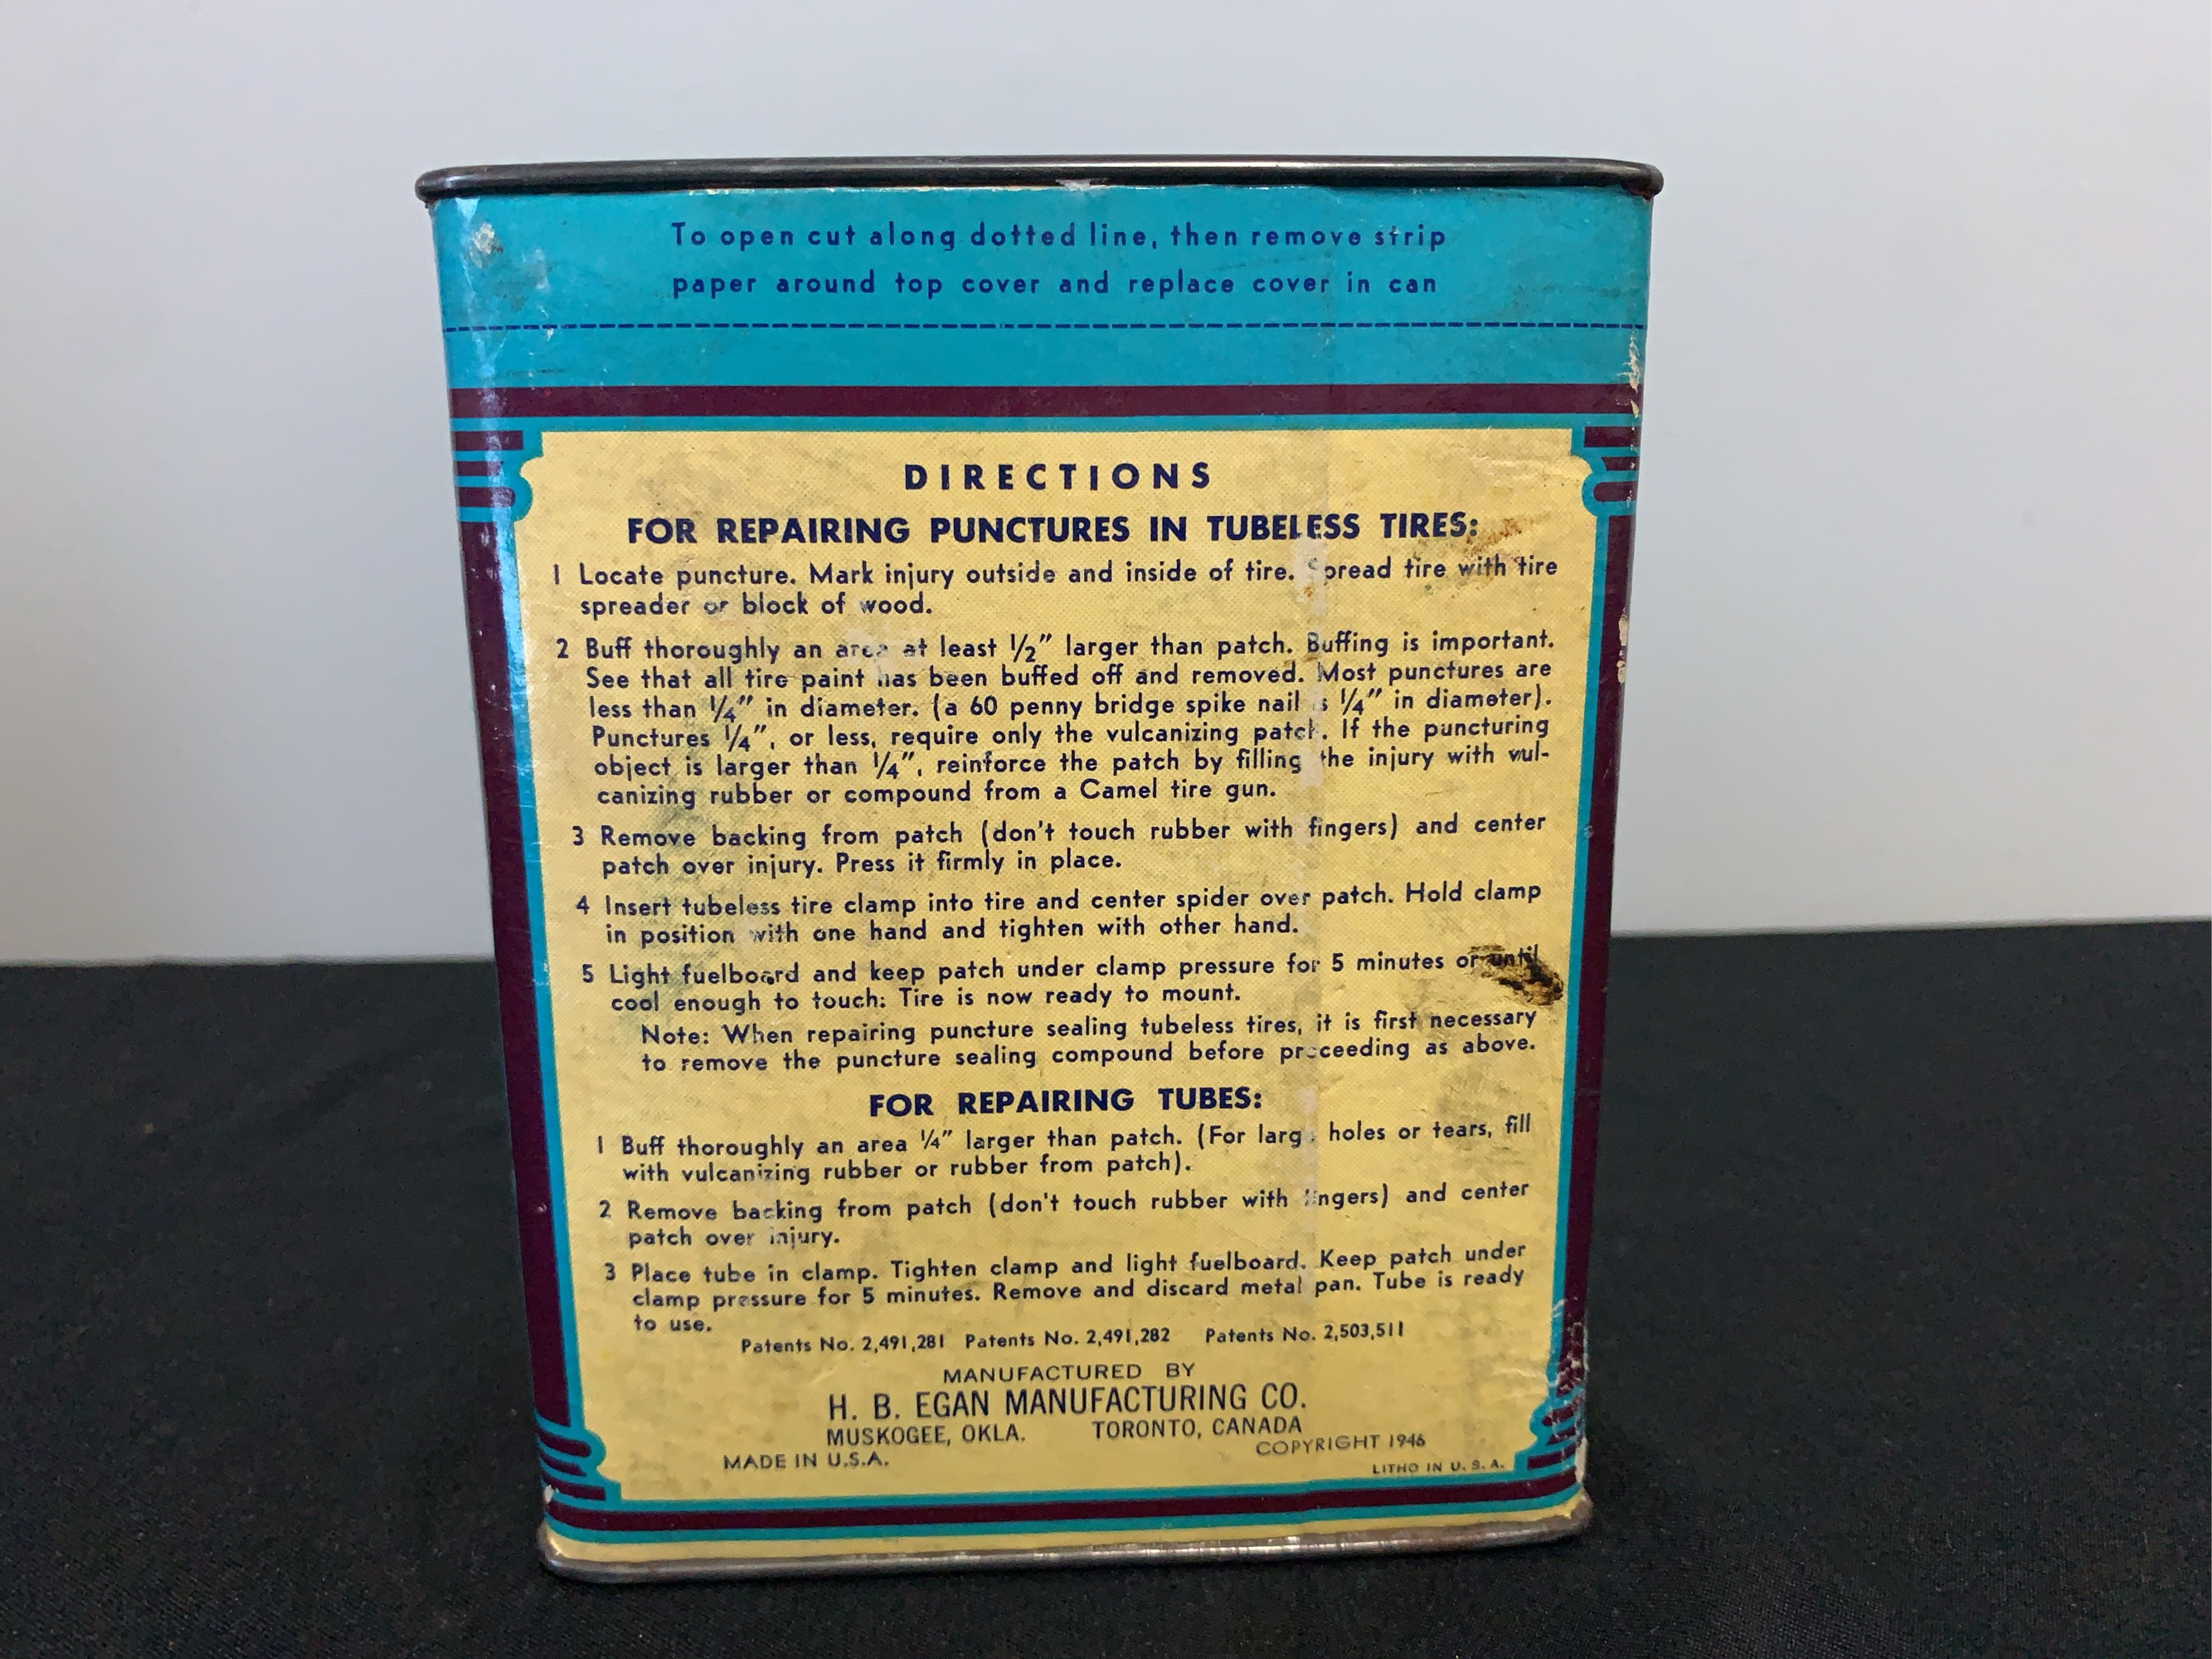 To open cut along dotted line, then remove strip
paper around top cover and replace cover in can
DIRECTIONS
FOR REPAIRING PUNCTURES IN TUBELESS TIRES:
1 Locate puncture. Mark injury outside and inside of tire. Spread tire with tire
spreader or block of wood.
2 Buff thoroughly an area at least 1/2" larger than patch. Buffing is important.
See that all tire paint has been buffed off and removed. Most punctures are
less than 1/4" in diameter. (a 60 penny bridge spike nail is 1/4" in diameter).
Punctures 1/4", or less, require only the vulcanizing patch. If the puncturing
object is larger than 1/4", reinforce the patch by filling the injury with vul-
canizing rubber or compound from a Camel tire gun.
3 Remove backing from patch (don't touch rubber with fingers) and center
patch over injury. Press it firmly in place.
4 Insert tubeless tire clamp into tire and center spider over patch. Hold clamp
in position with one hand and tighten with other hand.
5 Light fuelboard and keep patch under clamp pressure for 5 minutes or until
cool enough to touch: Tire is now ready to mount.
Note: When repairing puncture sealing tubeless tires, it is first necessary
to remove the puncture sealing compound before proceeding as above.
FOR REPAIRING TUBES:
1 Buff thoroughly an area 1/4" larger than patch. (For large holes or tears, fill
with vulcanizing rubber or rubber from patch).
2 Remove backing from patch (don't touch rubber with fingers) and center
patch over injury.
3 Place tube in clamp. Tighten clamp and light fuelboard. Keep patch under
clamp pressure for 5 minutes. Remove and discard metal pan. Tube is ready
to use.
Patents No. 2,491,281 Patents No. 2,491,282 Patents No. 2,503,511
MANUFACTURED BY
H. B. EGAN MANUFACTURING CO.
MUSKOGEE, OKLA. TORONTO, CANADA
COPYRIGHT 1946
MADE IN U.S.A.
LITHO IN U. S. A.